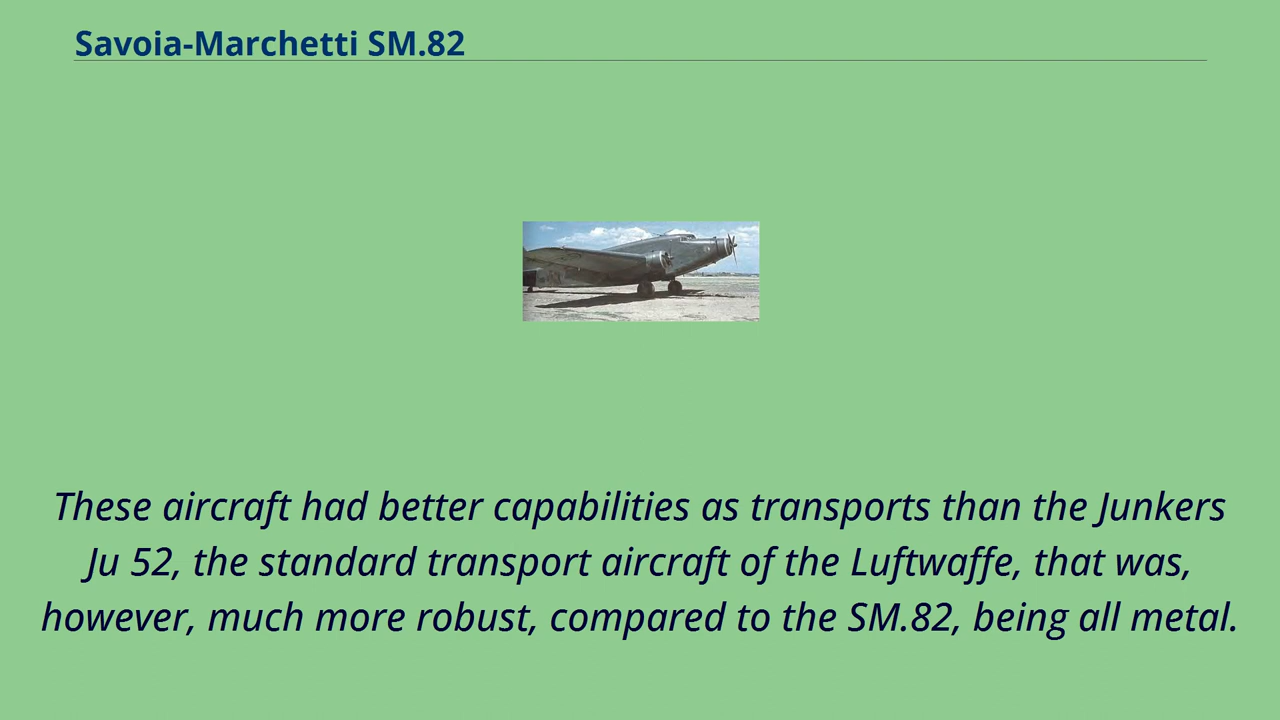 Savoia-Marchetti SM.82
These aircraft had better capabilities as transports than the Junkers
Ju 52, the standard transport aircraft of the Luftwaffe, that was,
however, much more robust, compared to the SM.82, being all metal.